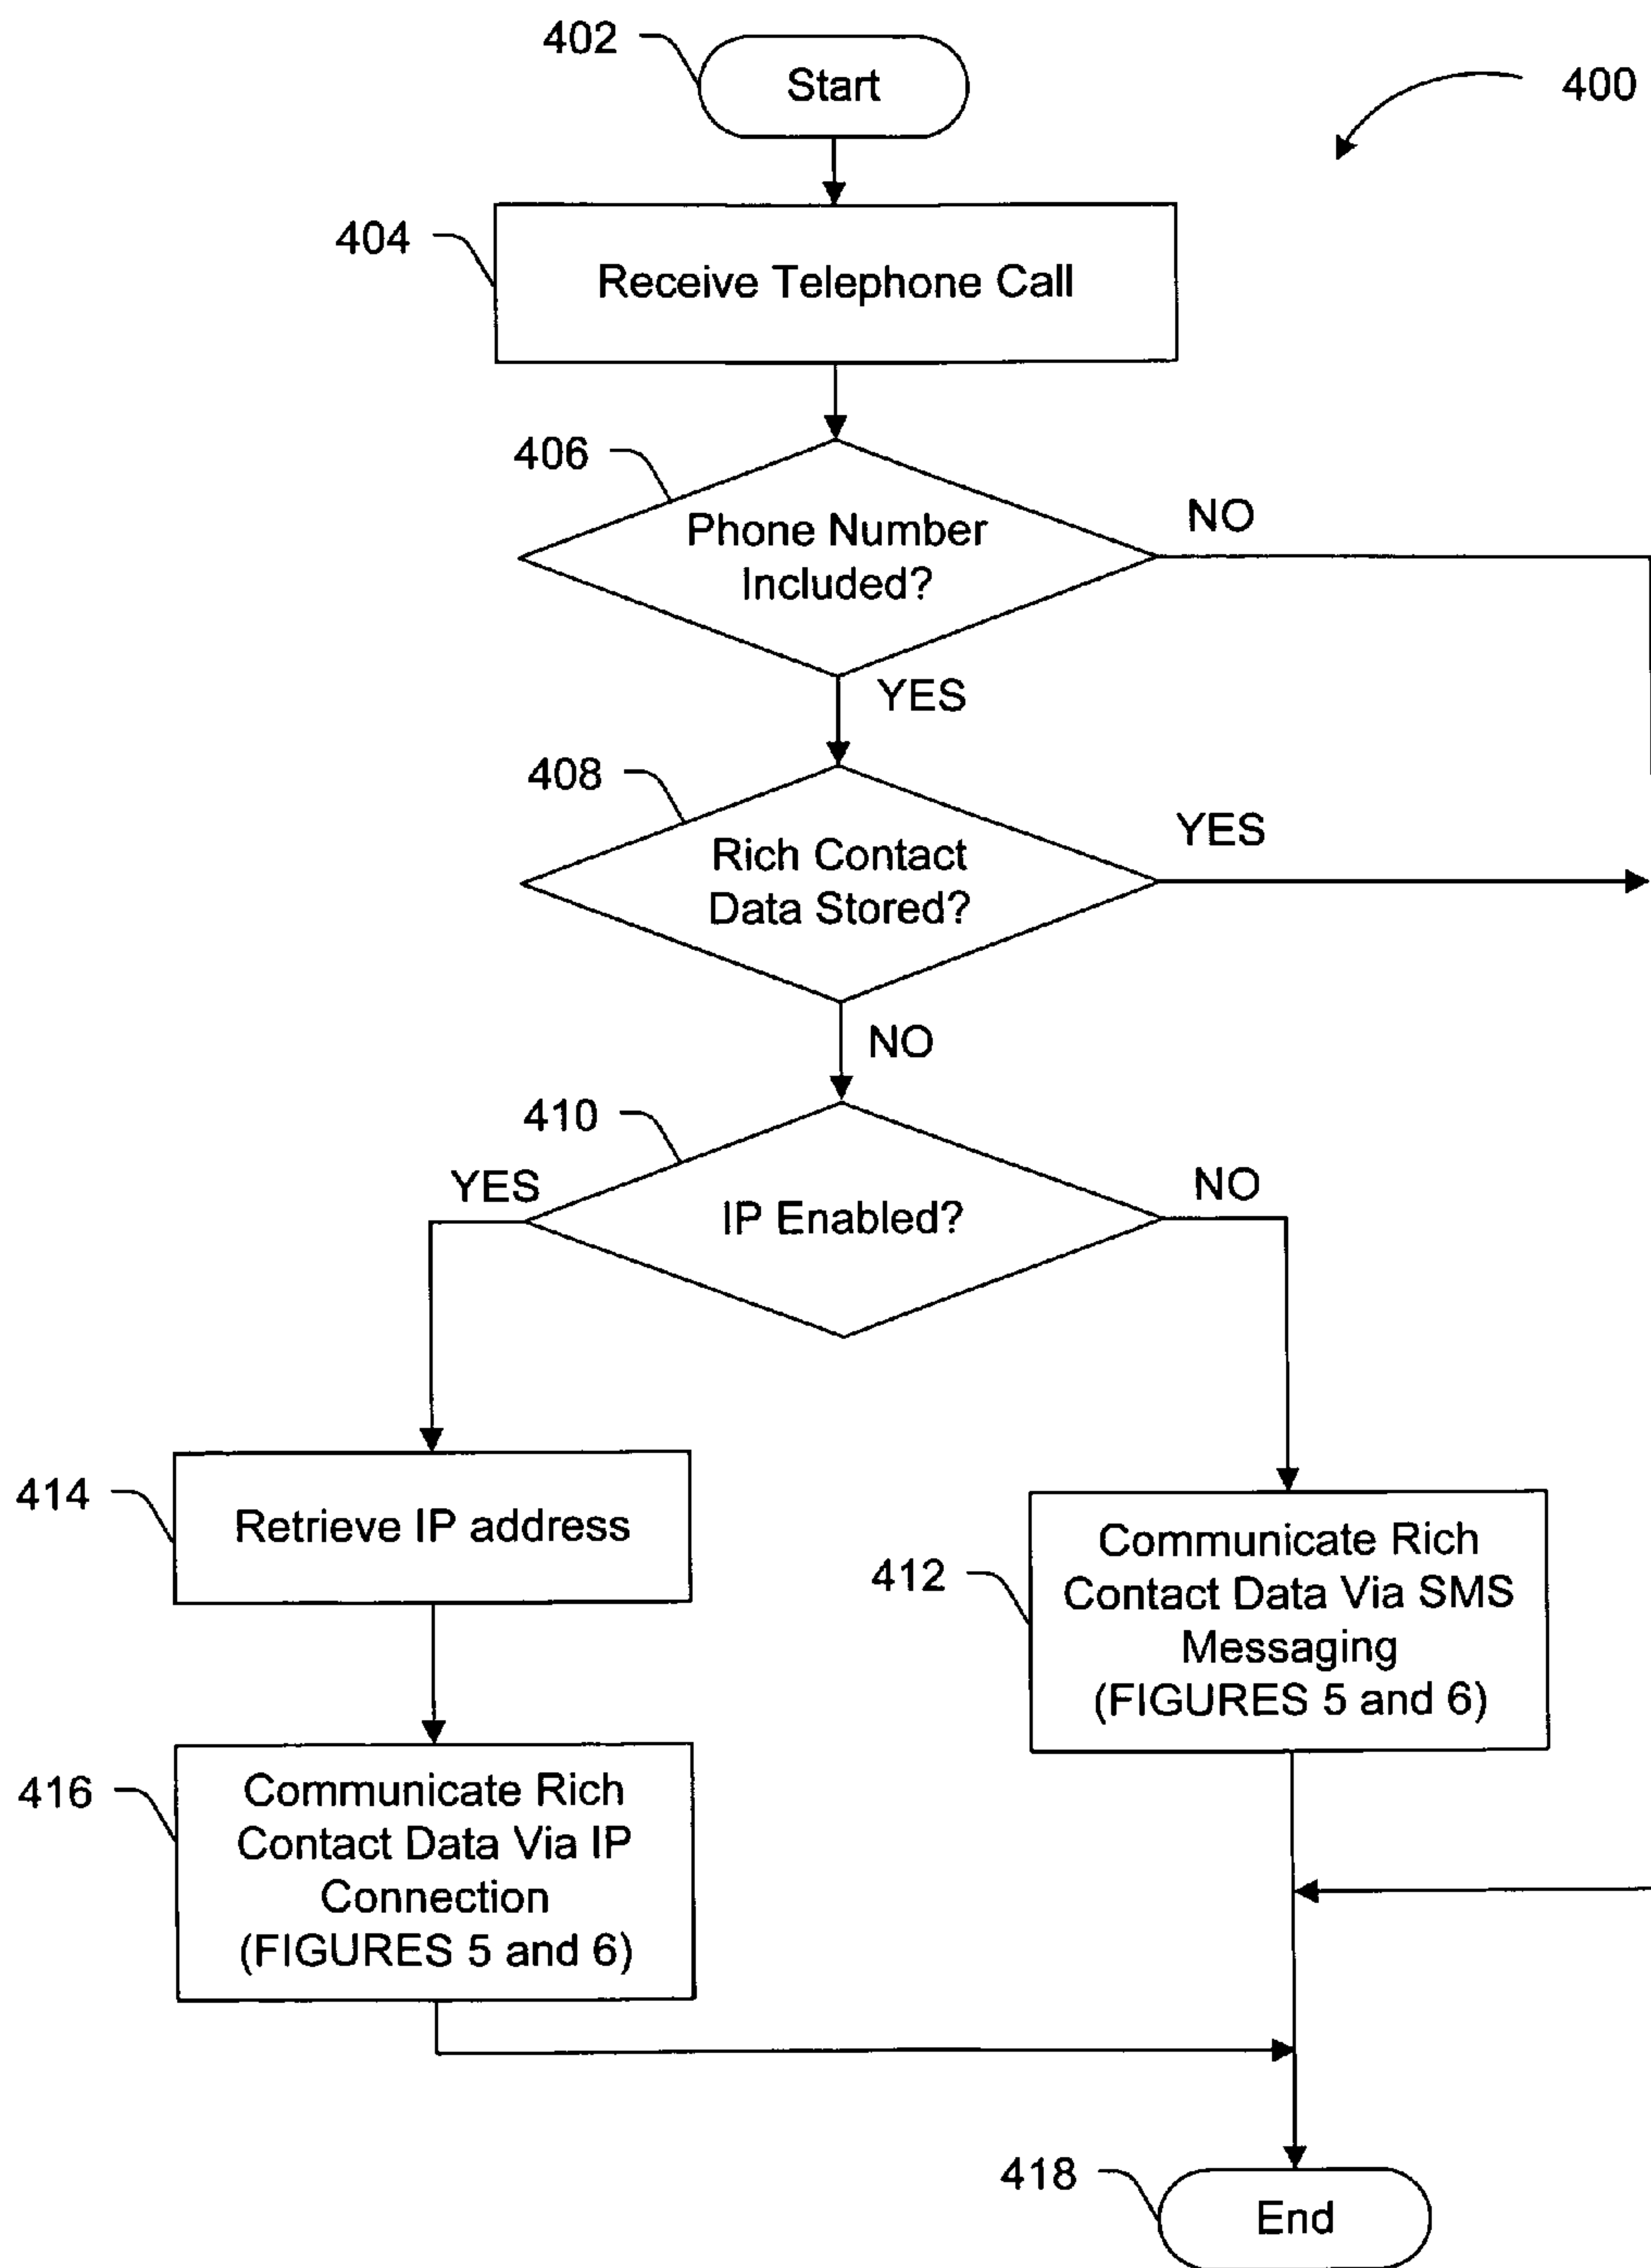 402
Start
400
404
Receive Telephone Call
406
Phone Number
Included?
NO
YES
408
Rich Contact
Data Stored?
YES
NO
410
YES
IP Enabled?
NO
414
Retrieve IP address
412
Communicate Rich
Contact Data Via SMS
Messaging
(FIGURES 5 and 6)
416
Communicate Rich
Contact Data Via IP
Connection
(FIGURES 5 and 6)
418
End